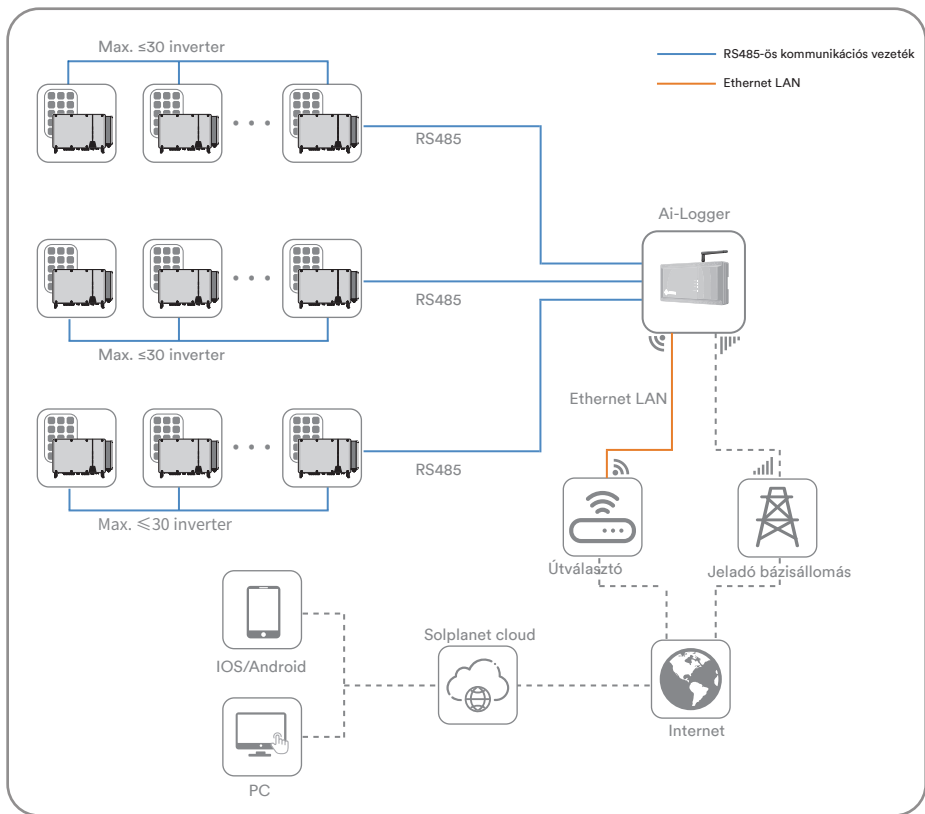 Max. ≤30 inverter
RS485-ös kommunikációs vezeték
Ethernet LAN
RS485
Ai-Logger
RS485
Max. ≤30 inverter
Ethernet LAN
RS485
Max. ≤30 inverter
Útválasztó
Jeladó bázisállomás
Solplanet cloud
IOS/Android
Internet
PC